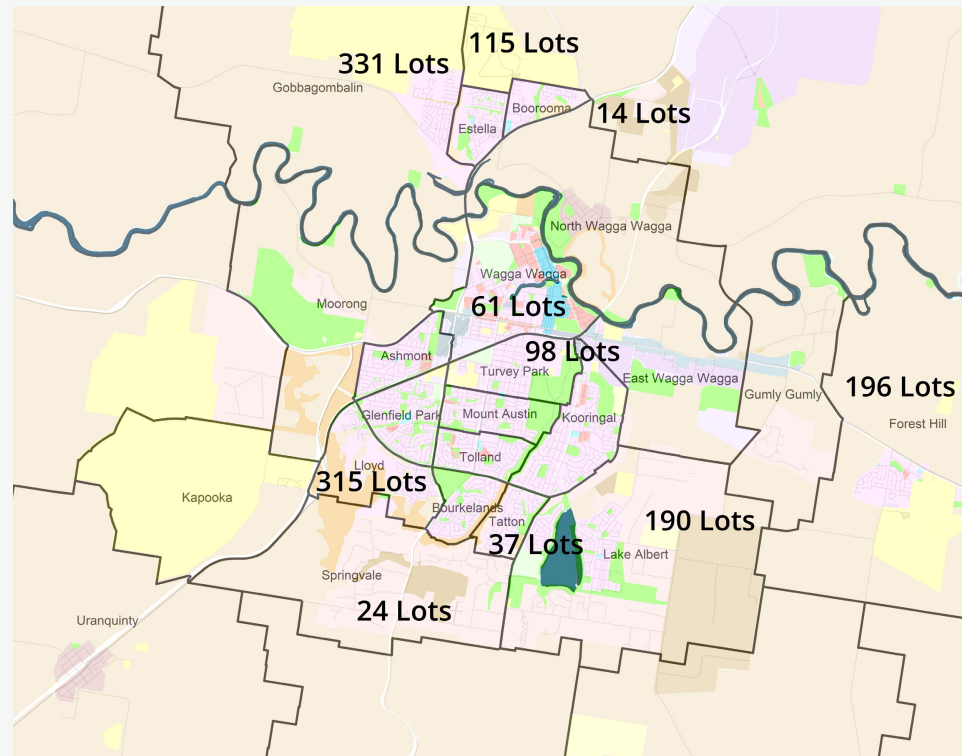 115 Lots
331 Lots
Gobbagombalin
Boorooma
14 Lots
Estella
North Wagga Wagga
Wagga Wagga
Moorong
61 Lots
98 Lots
Ashmont
Turvey Park
East Wagga Wagga
196 Lots
Gumly Gumly
Glenfield Park
Mount Austin
Kooringal
Forest Hill
Tolland
Lloyd
315 Lots
Kapooka
Bourkelands
Tatton
190 Lots
37 Lots
Lake Albert
Springvale
24 Lots
Uranquinty